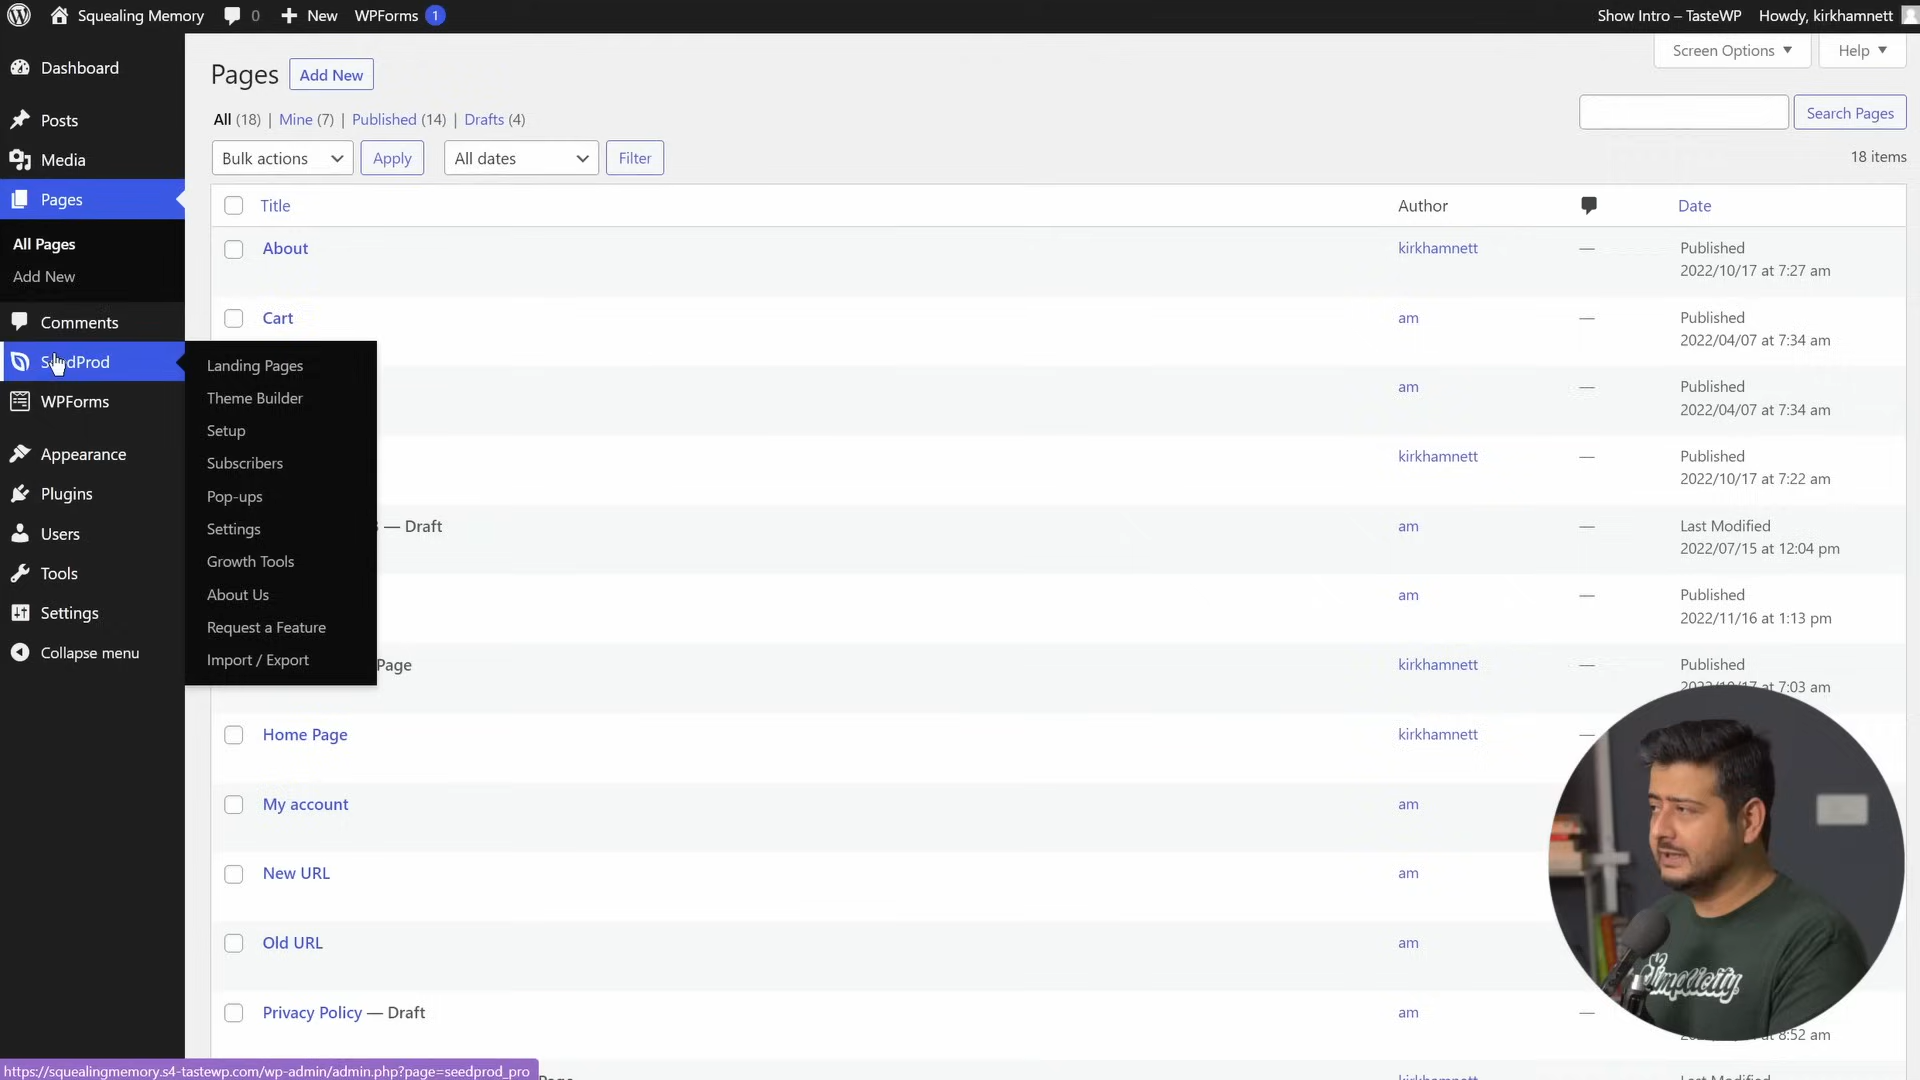 Squealing Memory 0 New WPForms 1 Show Intro – TasteWP Howdy, kirkhamnett
Dashboard
Posts
Media
Pages
All Pages
Add New
Comments
SeedProd
WPForms
Appearance
Plugins
Users
Tools
Settings
Collapse menu
Landing Pages
Theme Builder
Setup
Subscribers
Pop-ups
Settings
Growth Tools
About Us
Request a Feature
Import / Export
Screen Options Help
Pages Add New
All (18) | Mine (7) | Published (14) | Drafts (4)
Search Pages
Bulk actions Apply All dates Filter
18 items
Title Author Date
About kirkhamnett — Published
2022/10/17 at 7:27 am
Cart am — Published
2022/04/07 at 7:34 am
am — Published
2022/04/07 at 7:34 am
kirkhamnett — Published
2022/10/17 at 7:22 am
— Draft am — Last Modified
2022/07/15 at 12:04 pm
am — Published
2022/11/16 at 1:13 pm
Page kirkhamnett — Published
2022/10/17 at 7:03 am
Home Page kirkhamnett —
My account am
New URL am
Old URL am
Privacy Policy — Draft am —
8:52 am
Simplicity
https://squealingmemory.s4-tastewp.com/wp-admin/admin.php?page=seedprod_pro